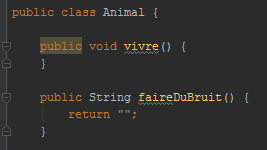 public class Animal {
public void vivre() {
}
public String faireDuBruit() {
return "";
}